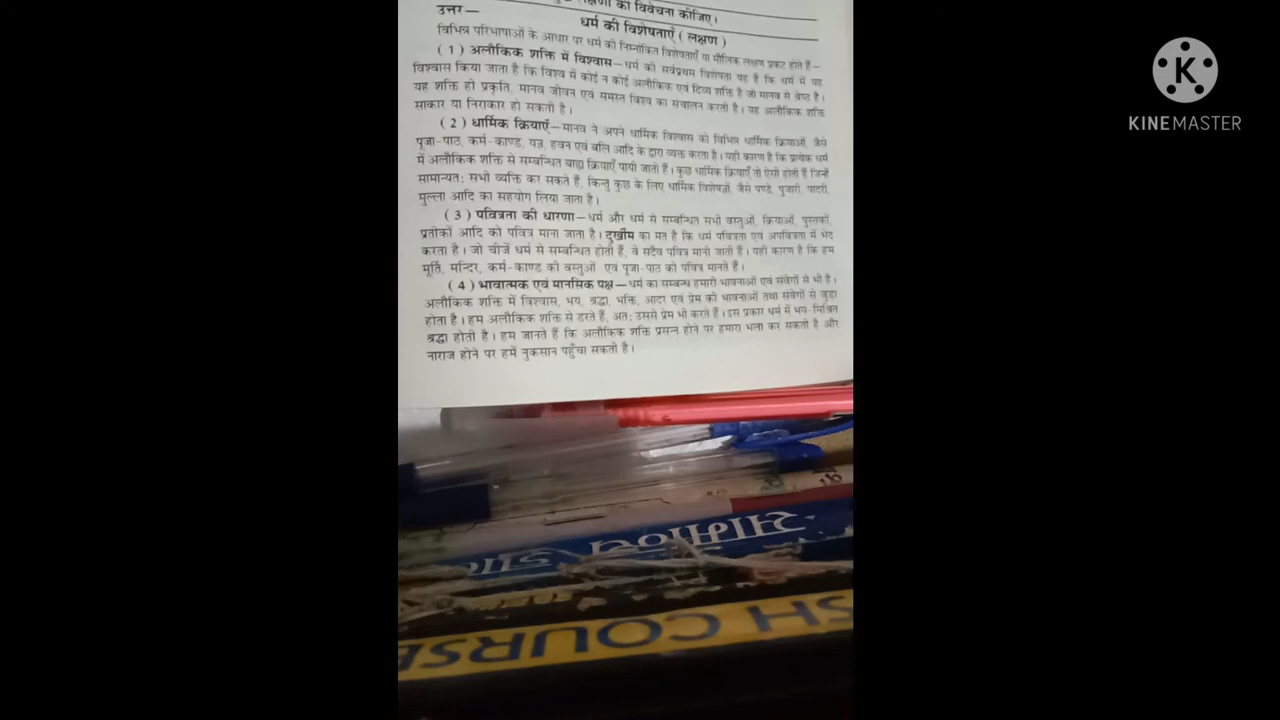 लक्षणों की विवेचना कीजिए।
उत्तर—
धर्म की विशेषताएँ ( लक्षण )
विभिन्न परिभाषाओं के आधार पर धर्म की निम्नांकित विशेषताएँ या मौलिक लक्षण प्रकट होते हैं—
( 1 ) अलौकिक शक्ति में विश्वास—धर्म की सर्वप्रथम विशेषता यह है कि धर्म में यह
विश्वास किया जाता है कि विश्व में कोई न कोई अलौकिक एवं दिव्य शक्ति है जो मानव से श्रेष्ठ है।
यह शक्ति ही प्रकृति, मानव जीवन एवं समस्त विश्व का संचालन करती है। यह अलौकिक शक्ति
साकार या निराकार हो सकती है।
( 2 ) धार्मिक क्रियाएँ—मानव ने अपने धार्मिक विश्वास को विभिन्न धार्मिक क्रियाओं, जैसे
पूजा-पाठ, कर्म-काण्ड, यज्ञ, हवन एवं बलि आदि के द्वारा व्यक्त करता है। यही कारण है कि प्रत्येक धर्म
में अलौकिक शक्ति से सम्बन्धित बाह्य क्रियाएँ पायी जाती हैं। कुछ धार्मिक क्रियाएँ तो ऐसी होती हैं जिन्हें
सामान्यत: सभी व्यक्ति कर सकते हैं, किन्तु कुछ के लिए धार्मिक विशेषज्ञों, जैसे पण्डे, पुजारी, पादरी,
मुल्ला आदि का सहयोग लिया जाता है।
( 3 ) पवित्रता की धारणा—धर्म और धर्म से सम्बन्धित सभी वस्तुओं, क्रियाओं, पुस्तकों,
प्रतीकों आदि को पवित्र माना जाता है। दुर्खीम का मत है कि धर्म पवित्रता एवं अपवित्रता में भेद
करता है। जो चीजें धर्म से सम्बन्धित होती हैं, वे सदैव पवित्र मानी जाती हैं। यही कारण है कि हम
मूर्ति, मन्दिर, कर्म-काण्ड की वस्तुओं एवं पूजा-पाठ को पवित्र मानते हैं।
( 4 ) भावात्मक एवं मानसिक पक्ष—धर्म का सम्बन्ध हमारी भावनाओं एवं संवेगों से भी है।
अलौकिक शक्ति में विश्वास, भय, श्रद्धा, भक्ति, आदर एवं प्रेम की भावनाओं तथा संवेगों से जुड़ा
होता है। हम अलौकिक शक्ति से डरते हैं, अत: उससे प्रेम भी करते हैं। इस प्रकार धर्म में भय-मिश्रित
श्रद्धा होती है। हम जानते हैं कि अलौकिक शक्ति प्रसन्न होने पर हमारा भला कर सकती है और
नाराज होने पर हमें नुकसान पहुँचा सकती है।
K
KINEMASTER
सामान्य
SH COURSE